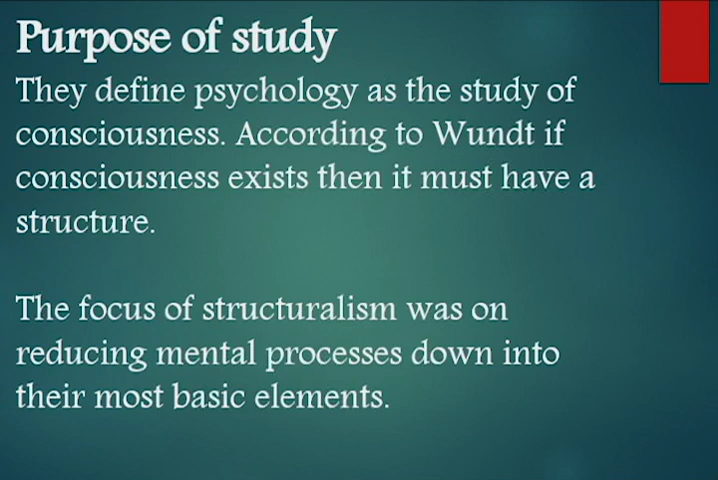 Purpose of study
They define psychology as the study of
consciousness. According to Wundt if
consciousness exists then it must have a
structure.
The focus of structuralism was on
reducing mental processes down into
their most basic elements.